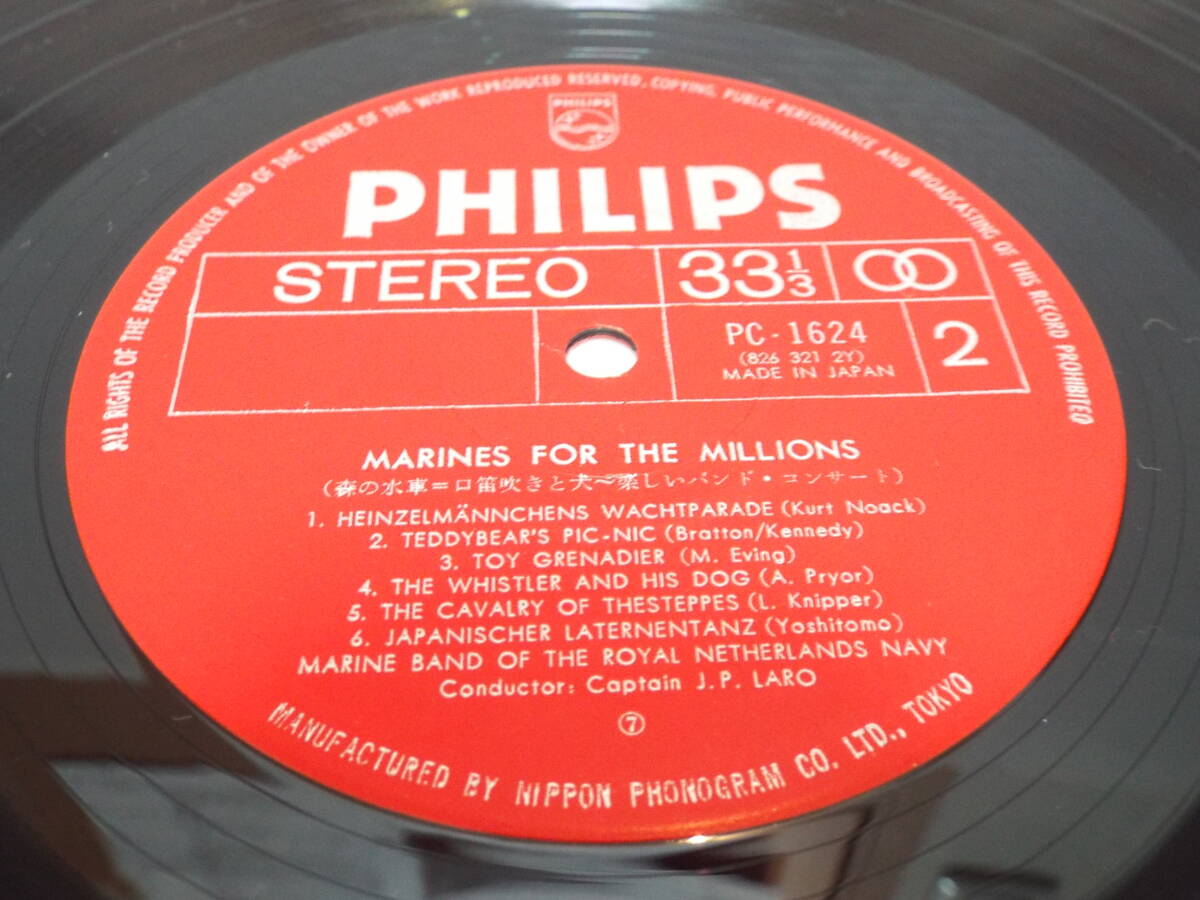 ALL RIGHTS OF THE RECORD PRODUCER AND OF THE OWNER OF THE WORK REPRODUCED RESERVED. COPYING, PUBLIC PERFORMANCE AND BROADCASTING OF THIS RECORD PROHIBITED
PHILIPS
PHILIPS
STEREO 33 1/3
PC-1624
(826 321 2Y)
MADE IN JAPAN
2
MARINES FOR THE MILLIONS
(森の水車=口笛吹きと犬〜楽しいバンド・コンサート)
1. HEINZELMÄNNCHENS WACHTPARADE (Kurt Noack)
2. TEDDYBEAR'S PIC-NIC (Bratton/Kennedy)
3. TOY GRENADIER (M. Eving)
4. THE WHISTLER AND HIS DOG (A. Pryor)
5. THE CAVALRY OF THESTEPPES (L. Knipper)
6. JAPANISCHER LATERNENTANZ (Yoshitomo)
MARINE BAND OF THE ROYAL NETHERLANDS NAVY
Conductor: Captain J.P. LARO
⑦
MANUFACTURED BY NIPPON PHONOGRAM CO. LTD., TOKYO